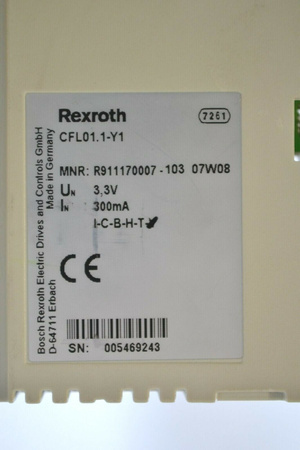 Rexroth
7261
CFL01.1-Y1
MNR: R911170007-103 07W08
UN 3,3V
IN 300mA
I-C-B-H-T
CE
SN: 005469243
Bosch Rexroth Electric Drives and Controls GmbH
D-64711 Erbach Made in Germany